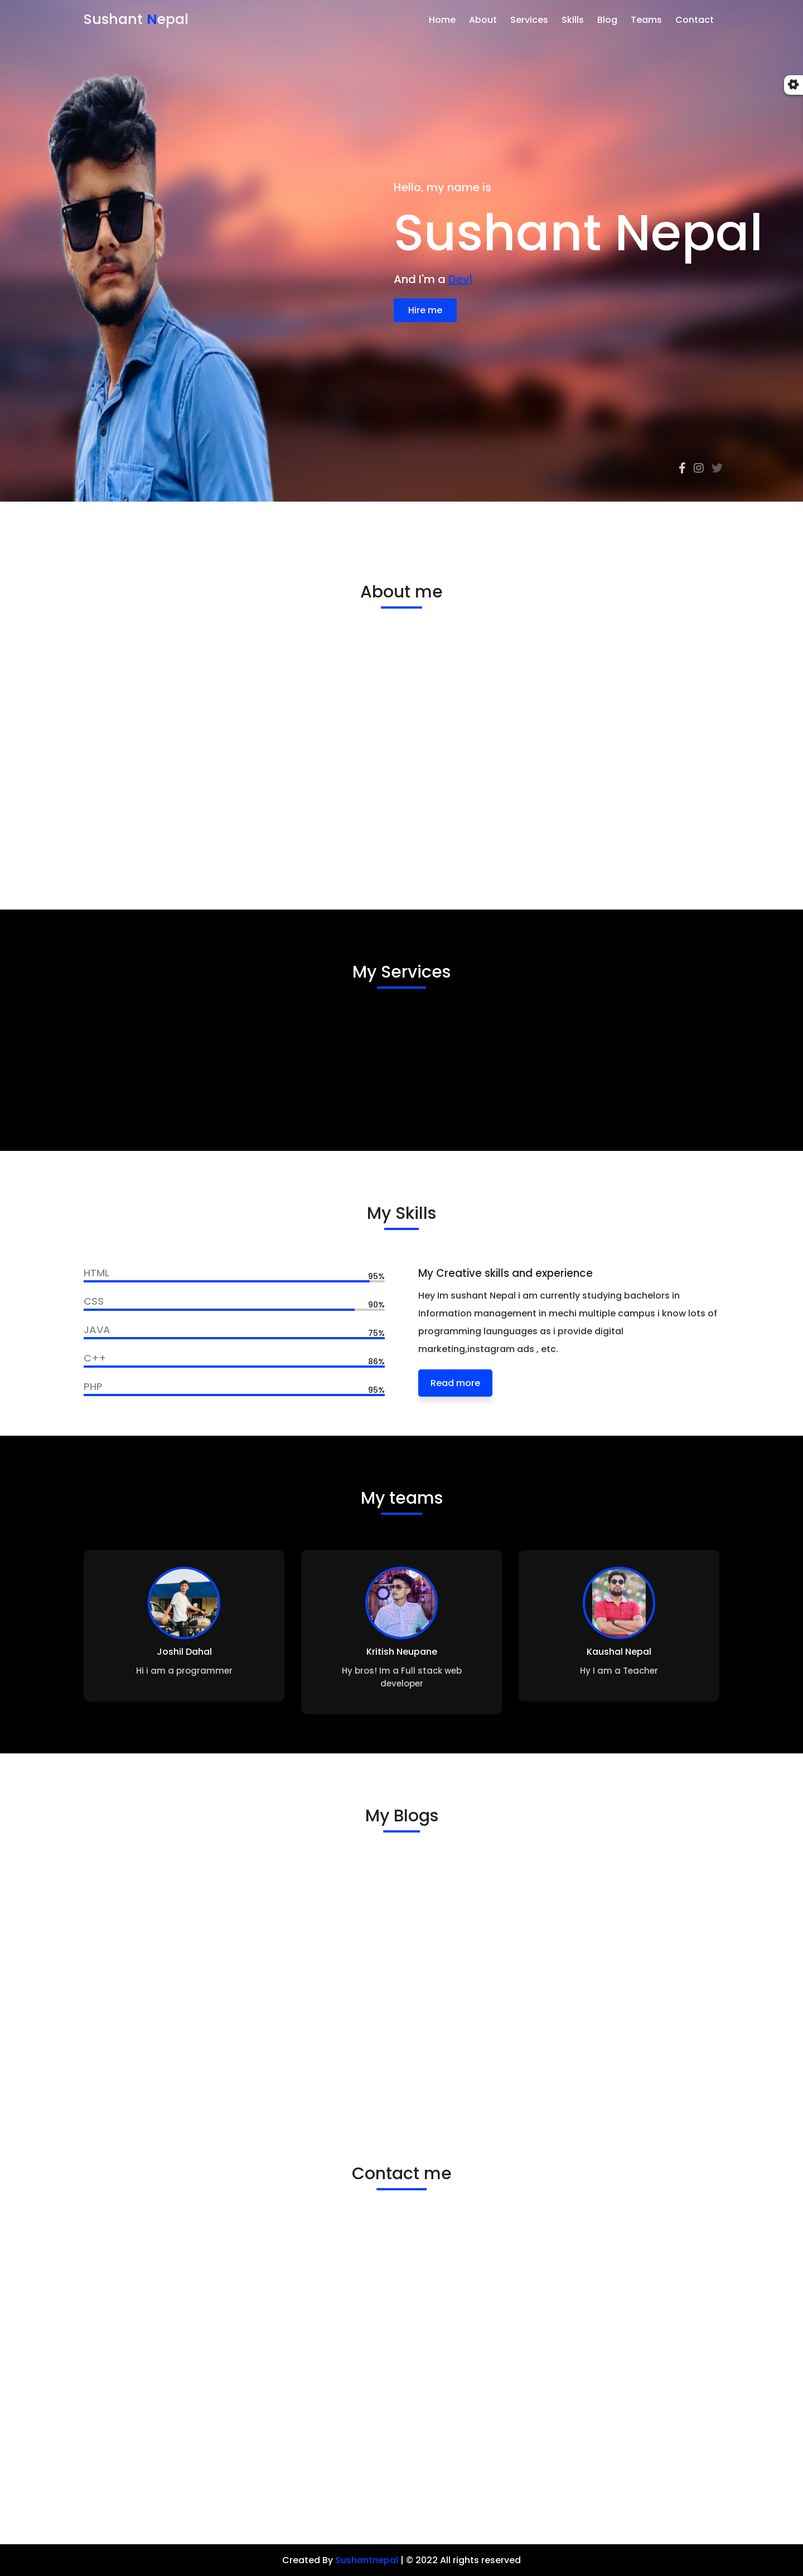 Sushant Nepal
Home About Services Skills Blog Teams Contact
Hello, my name is
Sushant Nepal
And I'm a Dev|
Hire me
About me
My Services
My Skills
HTML
95%
CSS
90%
JAVA
75%
C++
86%
PHP
95%
My Creative skills and experience
Hey Im sushant Nepal i am currently studying bachelors in
Information management in mechi multiple campus i know lots of
programming launguages as i provide digital
marketing,instagram ads , etc.
Read more
My teams
Joshil Dahal
Hi i am a programmer
Kritish Neupane
Hy bros! Im a Full stack web
developer
Kaushal Nepal
Hy I am a Teacher
My Blogs
Contact me
Created By Sushantnepal | © 2022 All rights reserved